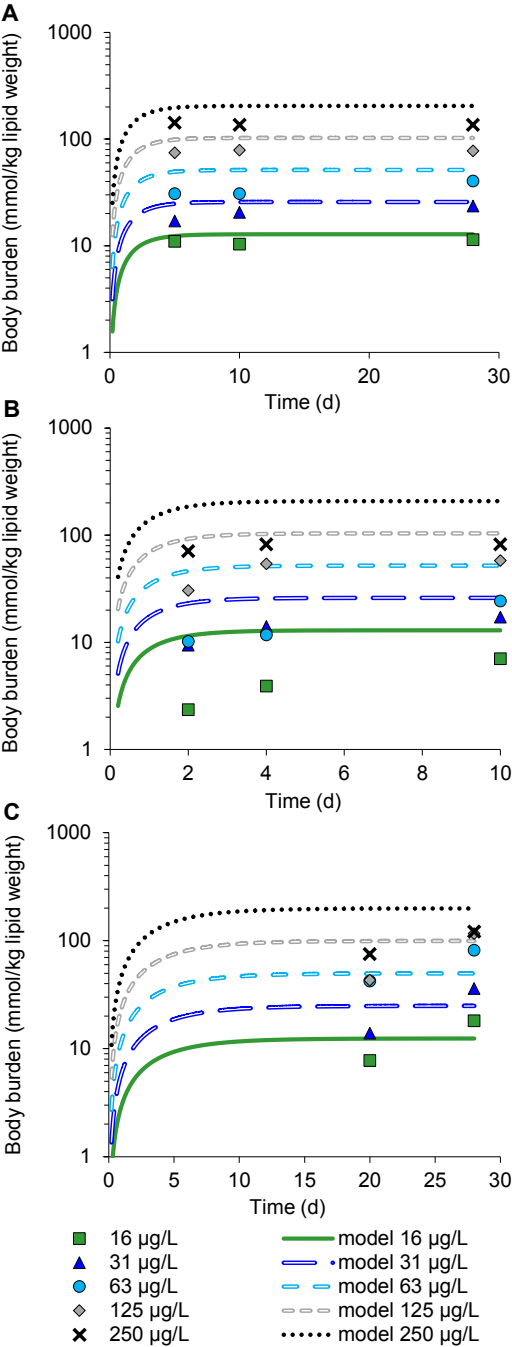 A
Body burden (mmol/kg lipid weight)
1000
100
10
1
0 10 20 30
Time (d)
B
Body burden (mmol/kg lipid weight)
1000
100
10
1
0 2 4 6 8 10
Time (d)
C
Body burden (mmol/kg lipid weight)
1000
100
10
1
0 5 10 15 20 25 30
Time (d)
16 µg/L model 16 µg/L
31 µg/L model 31 µg/L
63 µg/L model 63 µg/L
125 µg/L model 125 µg/L
250 µg/L model 250 µg/L